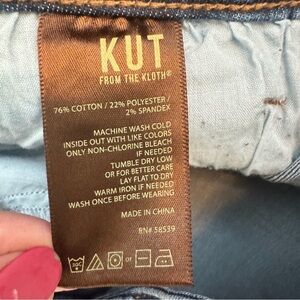 KUT
FROM THE KLOTH®
76% COTTON / 22% POLYESTER /
2% SPANDEX
MACHINE WASH COLD
INSIDE OUT WITH LIKE COLORS
ONLY NON-CHLORINE BLEACH
IF NEEDED
TUMBLE DRY LOW
OR FOR BETTER CARE
LAY FLAT TO DRY
WARM IRON IF NEEDED
WASH ONCE BEFORE WEARING
MADE IN CHINA
RN# 58539
30C or